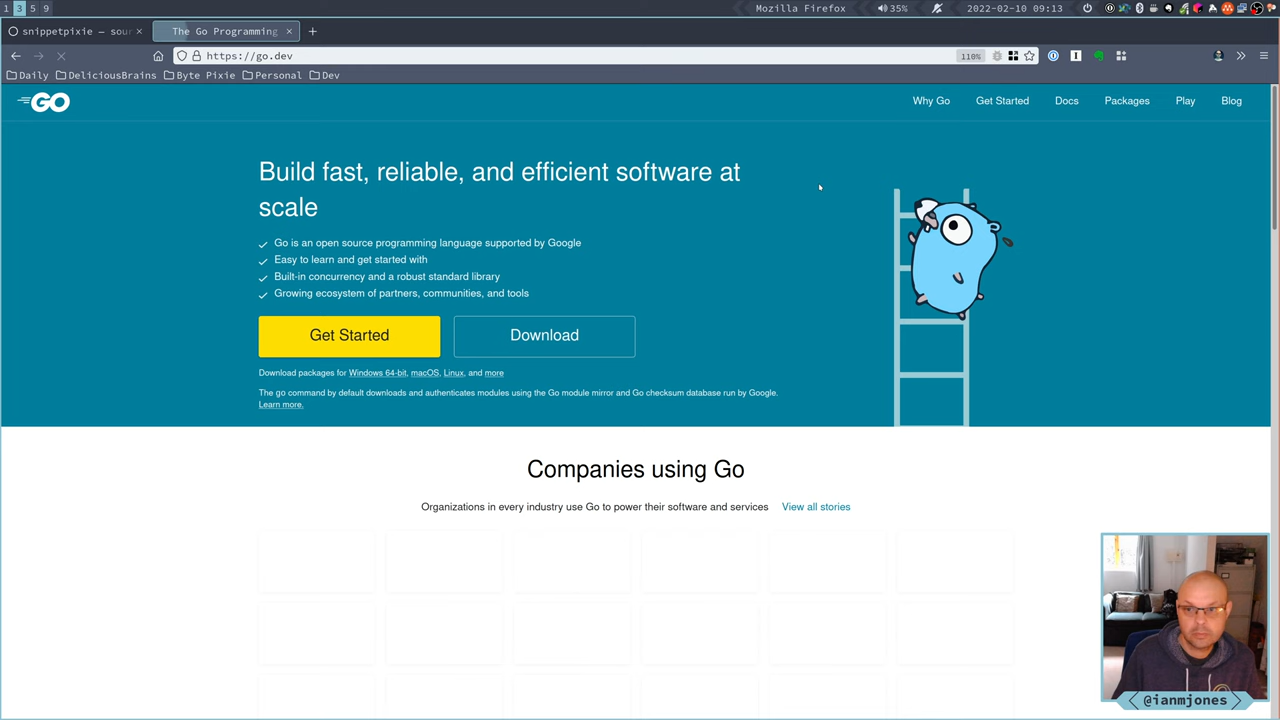 1 3 5 9
Mozilla Firefox
35%
2022-02-10 09:13
snippetpixie — sour
The Go Programming
https://go.dev
110%
Daily
DeliciousBrains
Byte Pixie
Personal
Dev
GO
Why Go
Get Started
Docs
Packages
Play
Blog
Build fast, reliable, and efficient software at
scale
Go is an open source programming language supported by Google
Easy to learn and get started with
Built-in concurrency and a robust standard library
Growing ecosystem of partners, communities, and tools
Get Started
Download
Download packages for Windows 64-bit, macOS, Linux, and more
The go command by default downloads and authenticates modules using the Go module mirror and Go checksum database run by Google.
Learn more.
Companies using Go
Organizations in every industry use Go to power their software and services
View all stories
@ianmjones